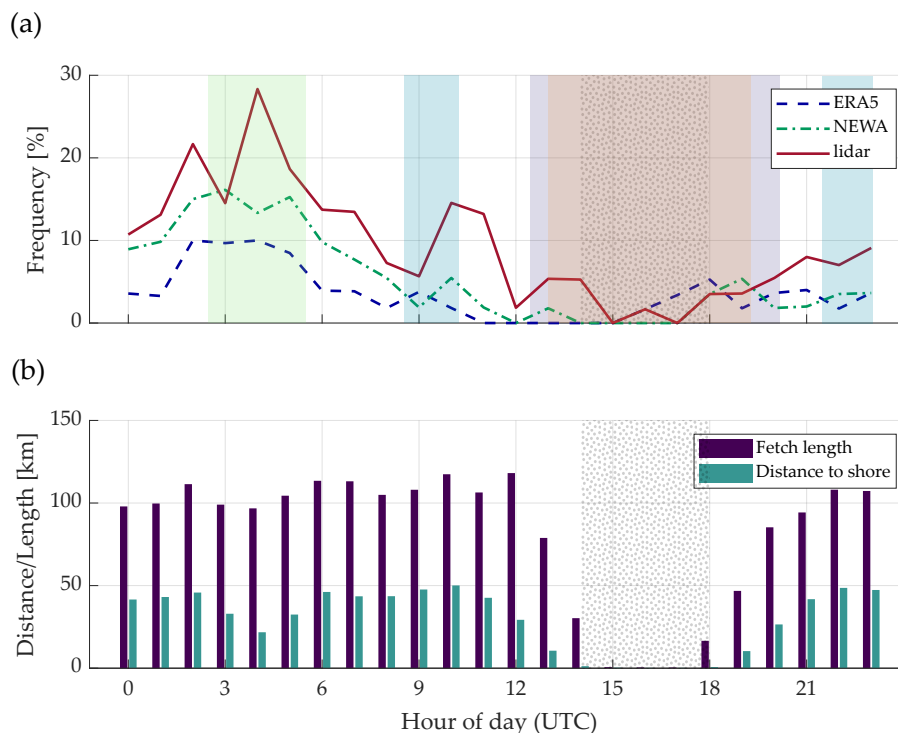 (a)
30
20
10
0
Frequency [%]
ERA5
NEWA
lidar
(b)
150
100
50
0
Distance/Length [km]
Fetch length
Distance to shore
0 3 6 9 12 15 18 21
Hour of day (UTC)